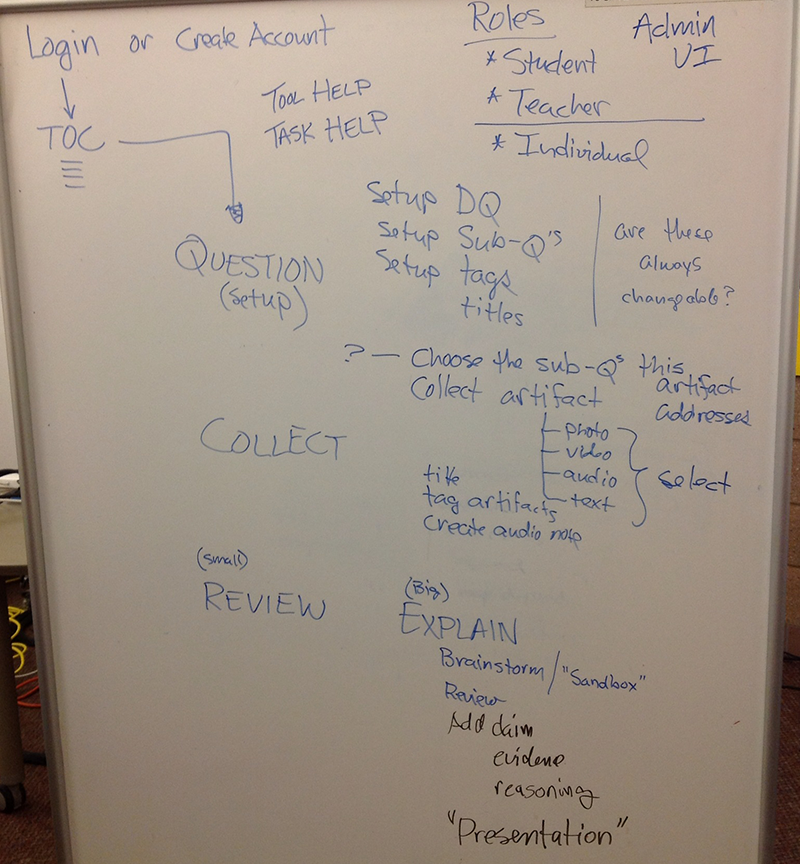 Login or Create Account
TOC
Tool HELP
TASK HELP
Roles
* Student
* Teacher
* Individual
Admin
UI
QUESTION
(setup)
Setup DQ
Setup Sub-Q's
Setup tags
titles
are these
always
changeable?
? — Choose the sub-Qs this
artifact
addresses
Collect artifact
COLLECT
photo
video
audio
text
select
title
tag artifacts
Create audio note
(small)
REVIEW
(Big)
EXPLAIN
Brainstorm/"Sandbox"
Review
Add claim
evidence
reasoning
"Presentation"